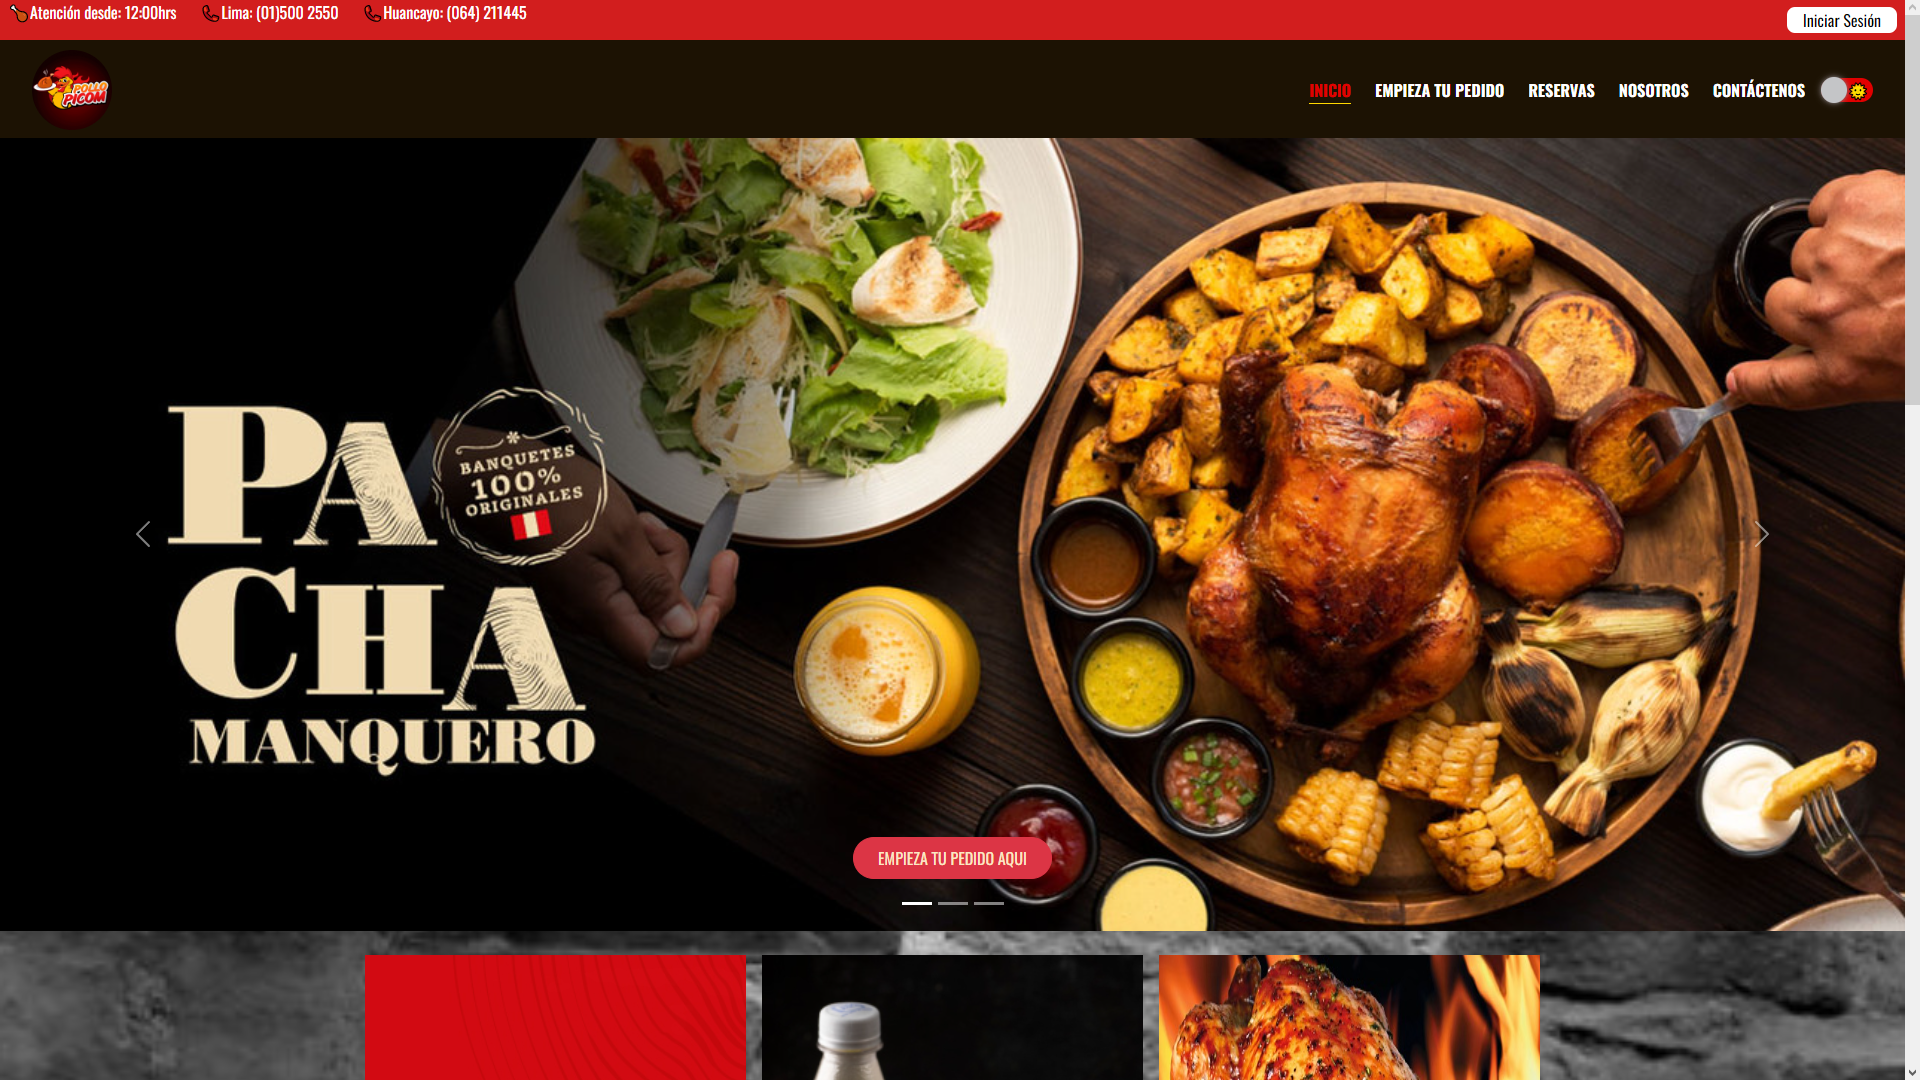 Atención desde: 12:00hrs
Lima: (01)500 2550
Huancayo: (064) 211445
Iniciar Sesión
POLLO
PICOM
INICIO
EMPIEZA TU PEDIDO
RESERVAS
NOSOTROS
CONTÁCTENOS
BANQUETES
100%
ORIGINALES
PA
CHA
MANQUERO
EMPIEZA TU PEDIDO AQUI